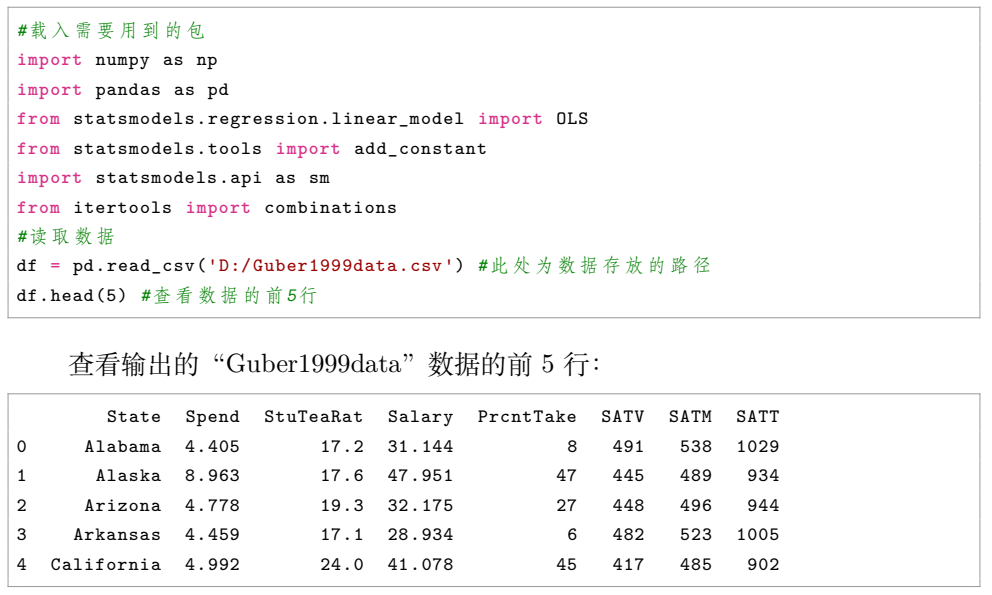 #载入需要用到的包
import numpy as np
import pandas as pd
from statsmodels.regression.linear_model import OLS
from statsmodels.tools import add_constant
import statsmodels.api as sm
from itertools import combinations
#读取数据
df = pd.read_csv('D:/Guber1999data.csv') #此处为数据存放的路径
df.head(5) #查看数据的前5行
查看输出的“Guber1999data”数据的前 5 行:
State Spend StuTeaRat Salary PrcntTake SATV SATM SATT
0 Alabama 4.405 17.2 31.144 8 491 538 1029
1 Alaska 8.963 17.6 47.951 47 445 489 934
2 Arizona 4.778 19.3 32.175 27 448 496 944
3 Arkansas 4.459 17.1 28.934 6 482 523 1005
4 California 4.992 24.0 41.078 45 417 485 902